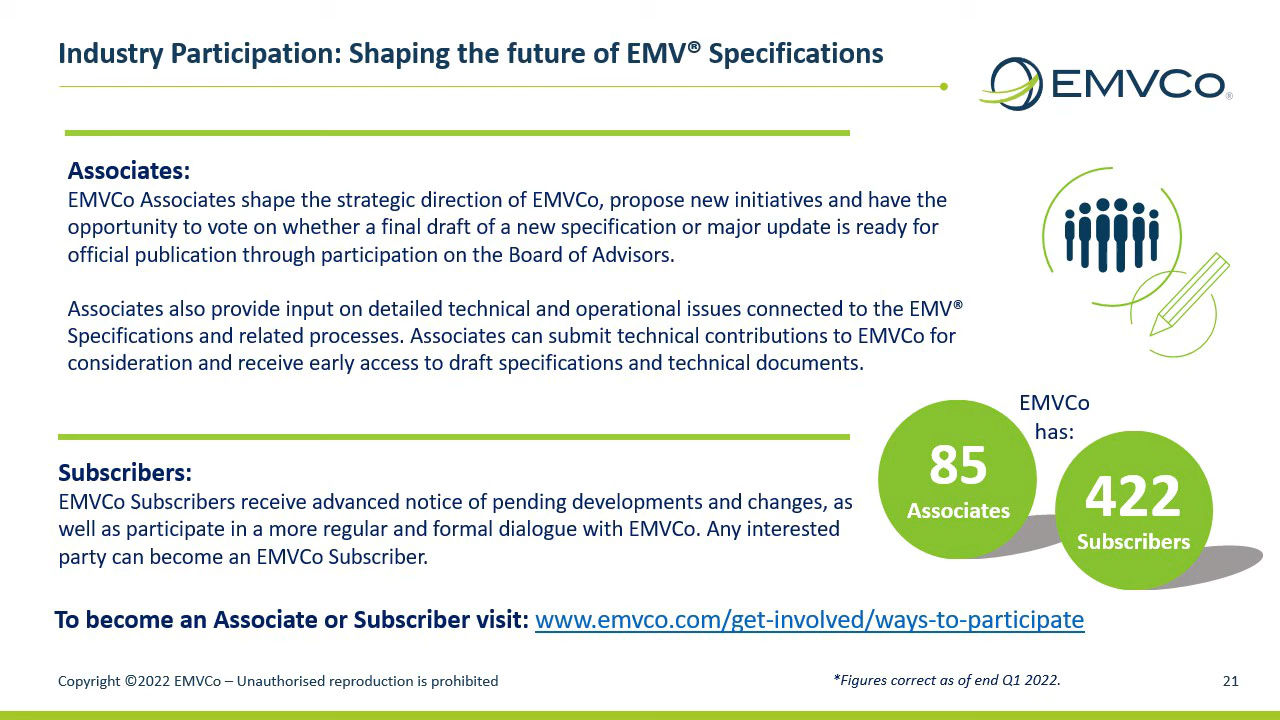 Industry Participation: Shaping the future of EMV® Specifications
EMVCo®
Associates:
EMVCo Associates shape the strategic direction of EMVCo, propose new initiatives and have the
opportunity to vote on whether a final draft of a new specification or major update is ready for
official publication through participation on the Board of Advisors.
Associates also provide input on detailed technical and operational issues connected to the EMV®
Specifications and related processes. Associates can submit technical contributions to EMVCo for
consideration and receive early access to draft specifications and technical documents.
EMVCo
has:
85
Associates
422
Subscribers
Subscribers:
EMVCo Subscribers receive advanced notice of pending developments and changes, as
well as participate in a more regular and formal dialogue with EMVCo. Any interested
party can become an EMVCo Subscriber.
To become an Associate or Subscriber visit: www.emvco.com/get-involved/ways-to-participate
Copyright ©2022 EMVCo – Unauthorised reproduction is prohibited
*Figures correct as of end Q1 2022.
21